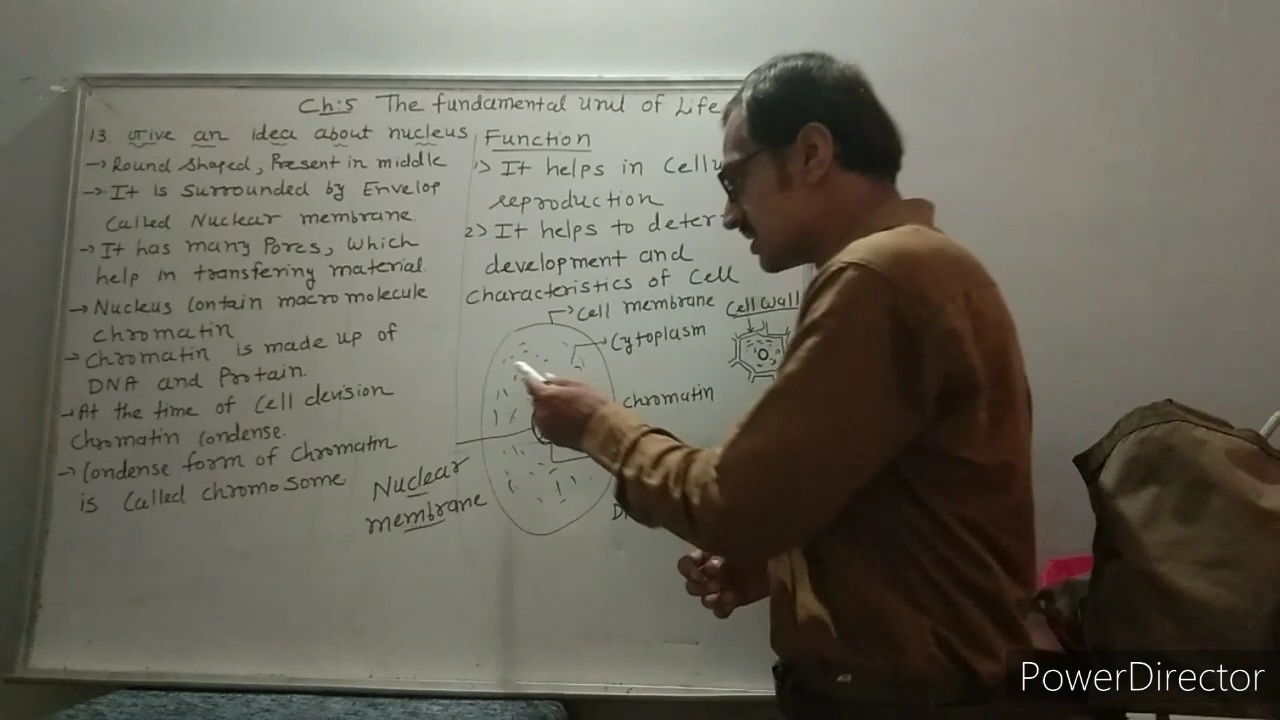 Ch:5 The fundamental Unit of Life
13. Give an idea about nucleus
→ Round Shaped, Present in middle
→ It is Surrounded by Envelop
Called Nuclear membrane
→ It has many Pores, Which
help in transfering material.
→ Nucleus Contain macromolecule
Chromatin
→ Chromatin is made up of
DNA and Protain.
→ At the time of Cell devision
Chromatin Condense.
→ Condense form of Chromatin
is Called Chromosome.
Function
1> It helps in
reproduction
2> It helps to
development and
Characteristics of Cell
Cell membrane
Cytoplasm
Cell Wall
chromatin
Nuclear
membrane
PowerDirector